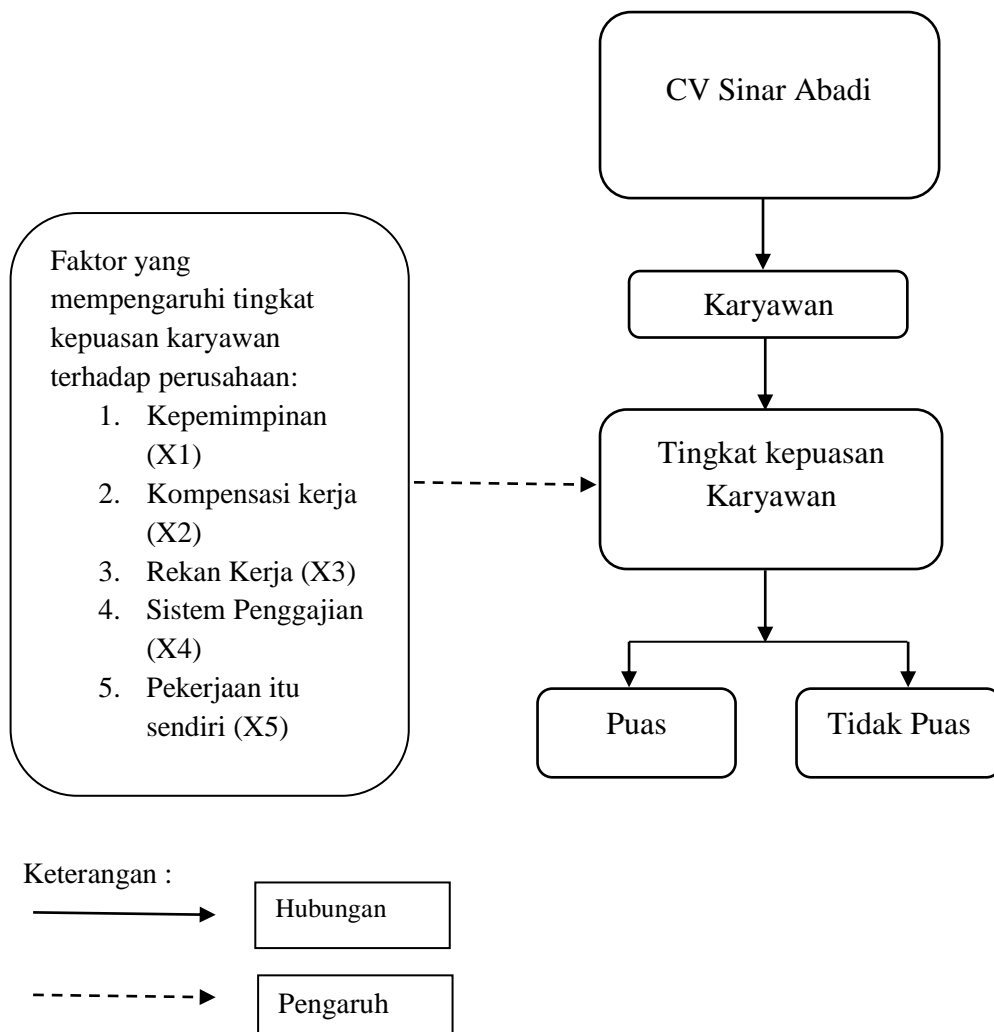 CV Sinar Abadi
Karyawan
Faktor yang
mempengaruhi tingkat
kepuasan karyawan
terhadap perusahaan:
1. Kepemimpinan
(X1)
2. Kompensasi kerja
(X2)
3. Rekan Kerja (X3)
4. Sistem Penggajian
(X4)
5. Pekerjaan itu
sendiri (X5)
Tingkat kepuasan
Karyawan
Puas
Tidak Puas
Keterangan :
Hubungan
Pengaruh